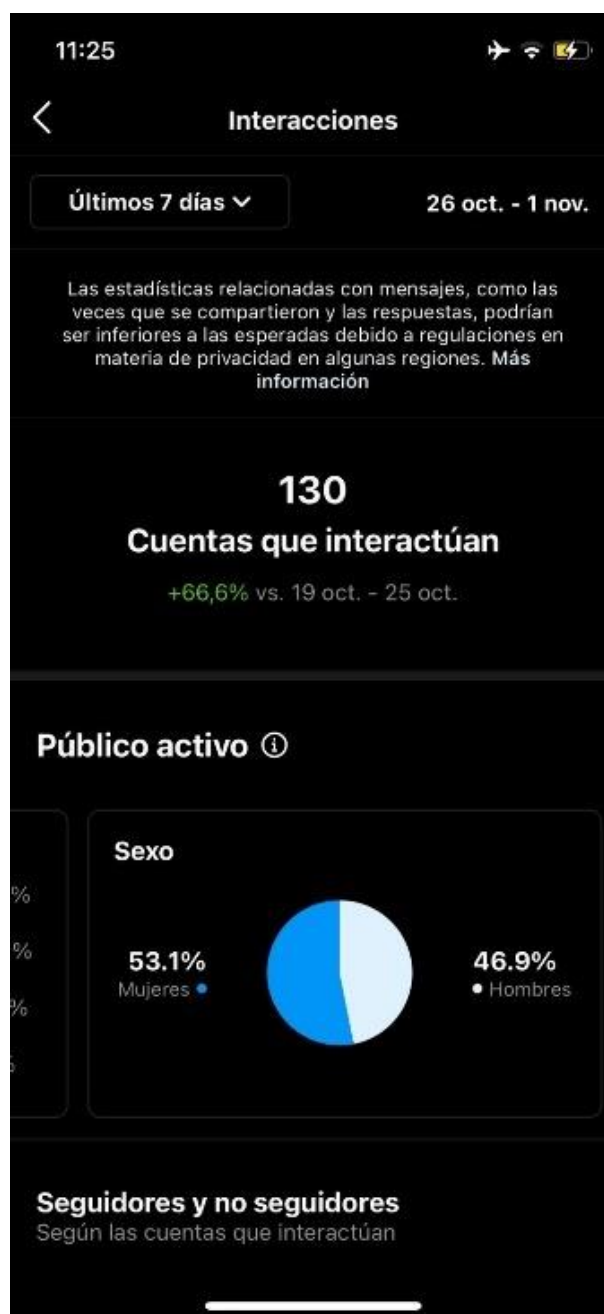 11:25
Interacciones
Últimos 7 días
26 oct. - 1 nov.
Las estadísticas relacionadas con mensajes, como las
veces que se compartieron y las respuestas, podrían
ser inferiores a las esperadas debido a regulaciones en
materia de privacidad en algunas regiones. Más
información
130
Cuentas que interactúan
+66,6% vs. 19 oct. - 25 oct.
Público activo
%
%
%
Sexo
53.1%
Mujeres
46.9%
Hombres
Seguidores y no seguidores
Según las cuentas que interactúan